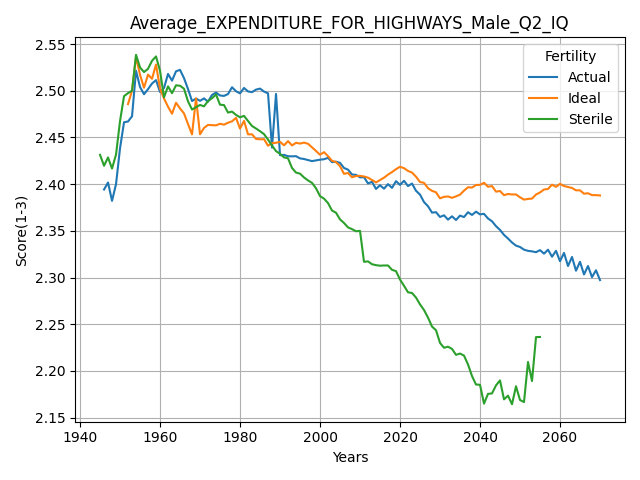 Average_EXPENDITURE_FOR_HIGHWAYS_Male_Q2_IQ
Score(1-3)
2.55
2.50
2.45
2.40
2.35
2.30
2.25
2.20
2.15
Fertility
Actual
Ideal
Sterile
1940 1960 1980 2000 2020 2040 2060
Years